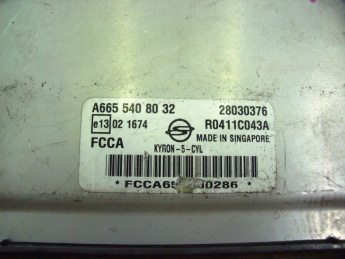 A665 540 80 32 28030376
e13 02 1674 R0411C043A
FCCA MADE IN SINGAPORE
KYRON-5-CYL